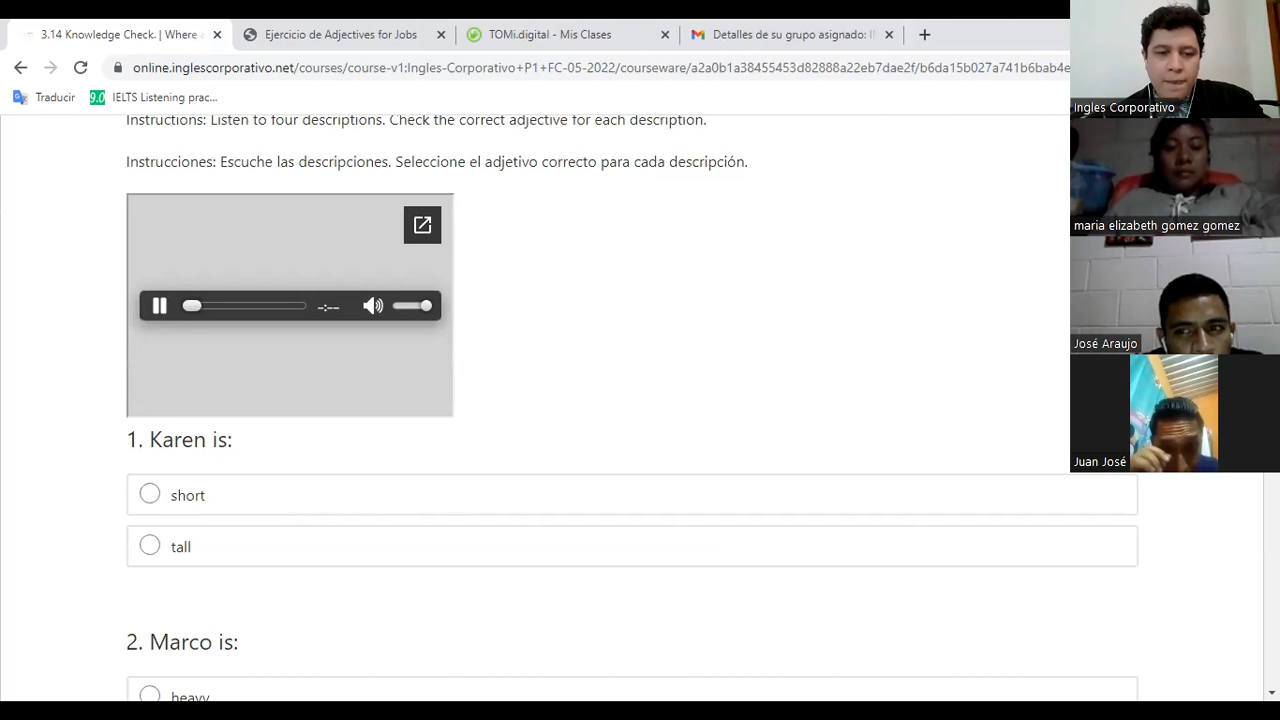 3.14 Knowledge Check. | Where
Ejercicio de Adjectives for Jobs
TOMi.digital - Mis Clases
Detalles de su grupo asignado: I
online.inglescorporativo.net/courses/course-v1:Ingles-Corporativo+P1+FC-05-2022/courseware/a2a0b1a38455453d82888a22eb7dae2f/b6da15b027a741b6bab4e
Traducir
9.0 IELTS Listening prac...
Instructions: Listen to four descriptions. Check the correct adjective for each description.
Instrucciones: Escuche las descripciones. Seleccione el adjetivo correcto para cada descripción.
-:--
1. Karen is:
short
tall
2. Marco is:
heavy
Ingles Corporativo
maria elizabeth gomez gomez
José Araujo
Juan José